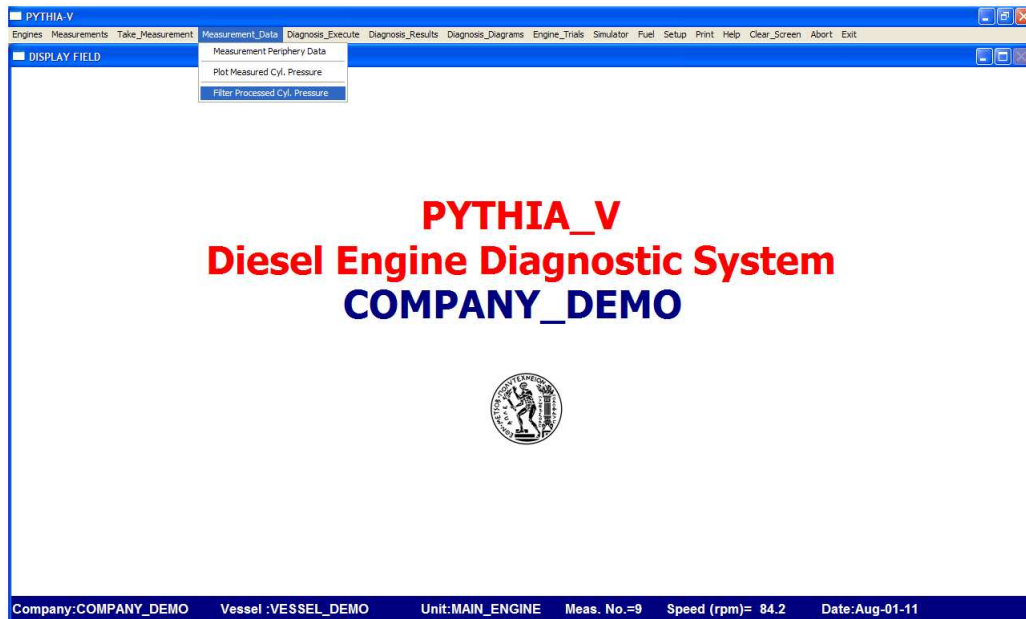 PYTHIA-V
Engines Measurements Take_Measurement Measurement_Data Diagnosis_Execute Diagnosis_Results Diagnosis_Diagrams Engine_Trials Simulator Fuel Setup Print Help Clear_Screen Abort Exit
DISPLAY FIELD
Measurement Periphery Data
Plot Measured Cyl. Pressure
Filter Processed Cyl. Pressure
PYTHIA_V
Diesel Engine Diagnostic System
COMPANY_DEMO
Company:COMPANY_DEMO Vessel :VESSEL_DEMO Unit:MAIN_ENGINE Meas. No.=9 Speed (rpm)= 84.2 Date:Aug-01-11